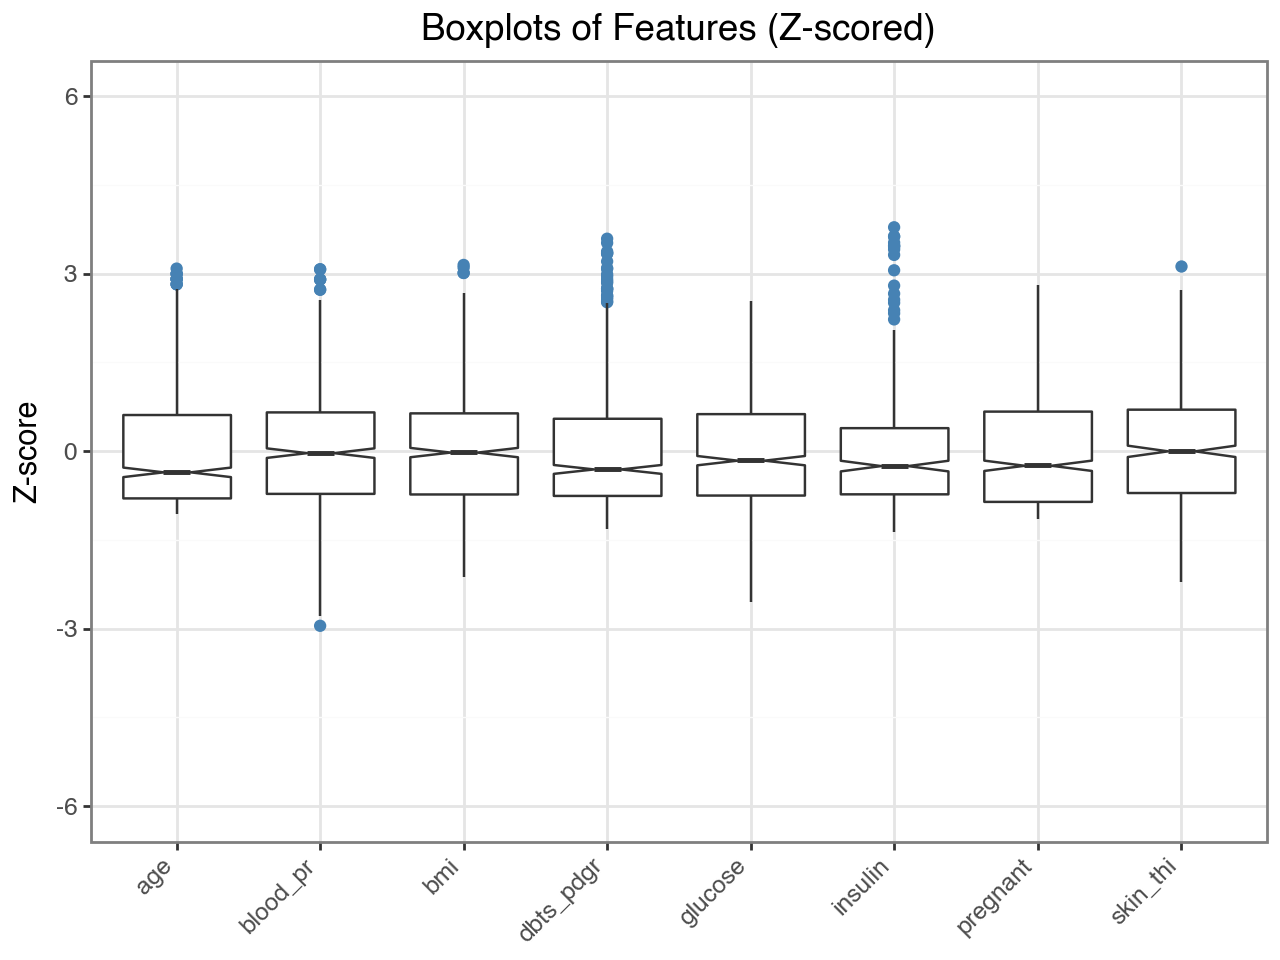 Boxplots of Features (Z-scored)
Z-score
6
3
0
-3
-6
age
blood_pr
bmi
dbts_pdgr
glucose
insulin
pregnant
skin_thi